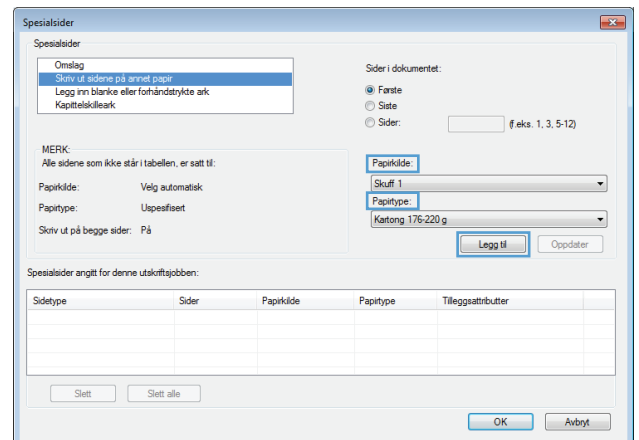 Spesialsider
Spesialsider
Omslag
Skriv ut sidene på annet papir
Legg inn blanke eller forhåndstrykte ark
Kapittelskilleark
Sider i dokumentet:
Første
Siste
Sider:
(f.eks. 1, 3, 5-12)
MERK:
Alle sidene som ikke står i tabellen, er satt til:
Papirkilde: Velg automatisk
Papirtype: Uspesifisert
Skriv ut på begge sider: På
Papirkilde:
Skuff 1
Papirtype:
Kartong 176-220 g
Legg til Oppdater
Spesialsider angitt for denne utskriftsjobben:
Sidetype Sider Papirkilde Papirtype Tilleggsattributter
Slett Slett alle
OK Avbryt